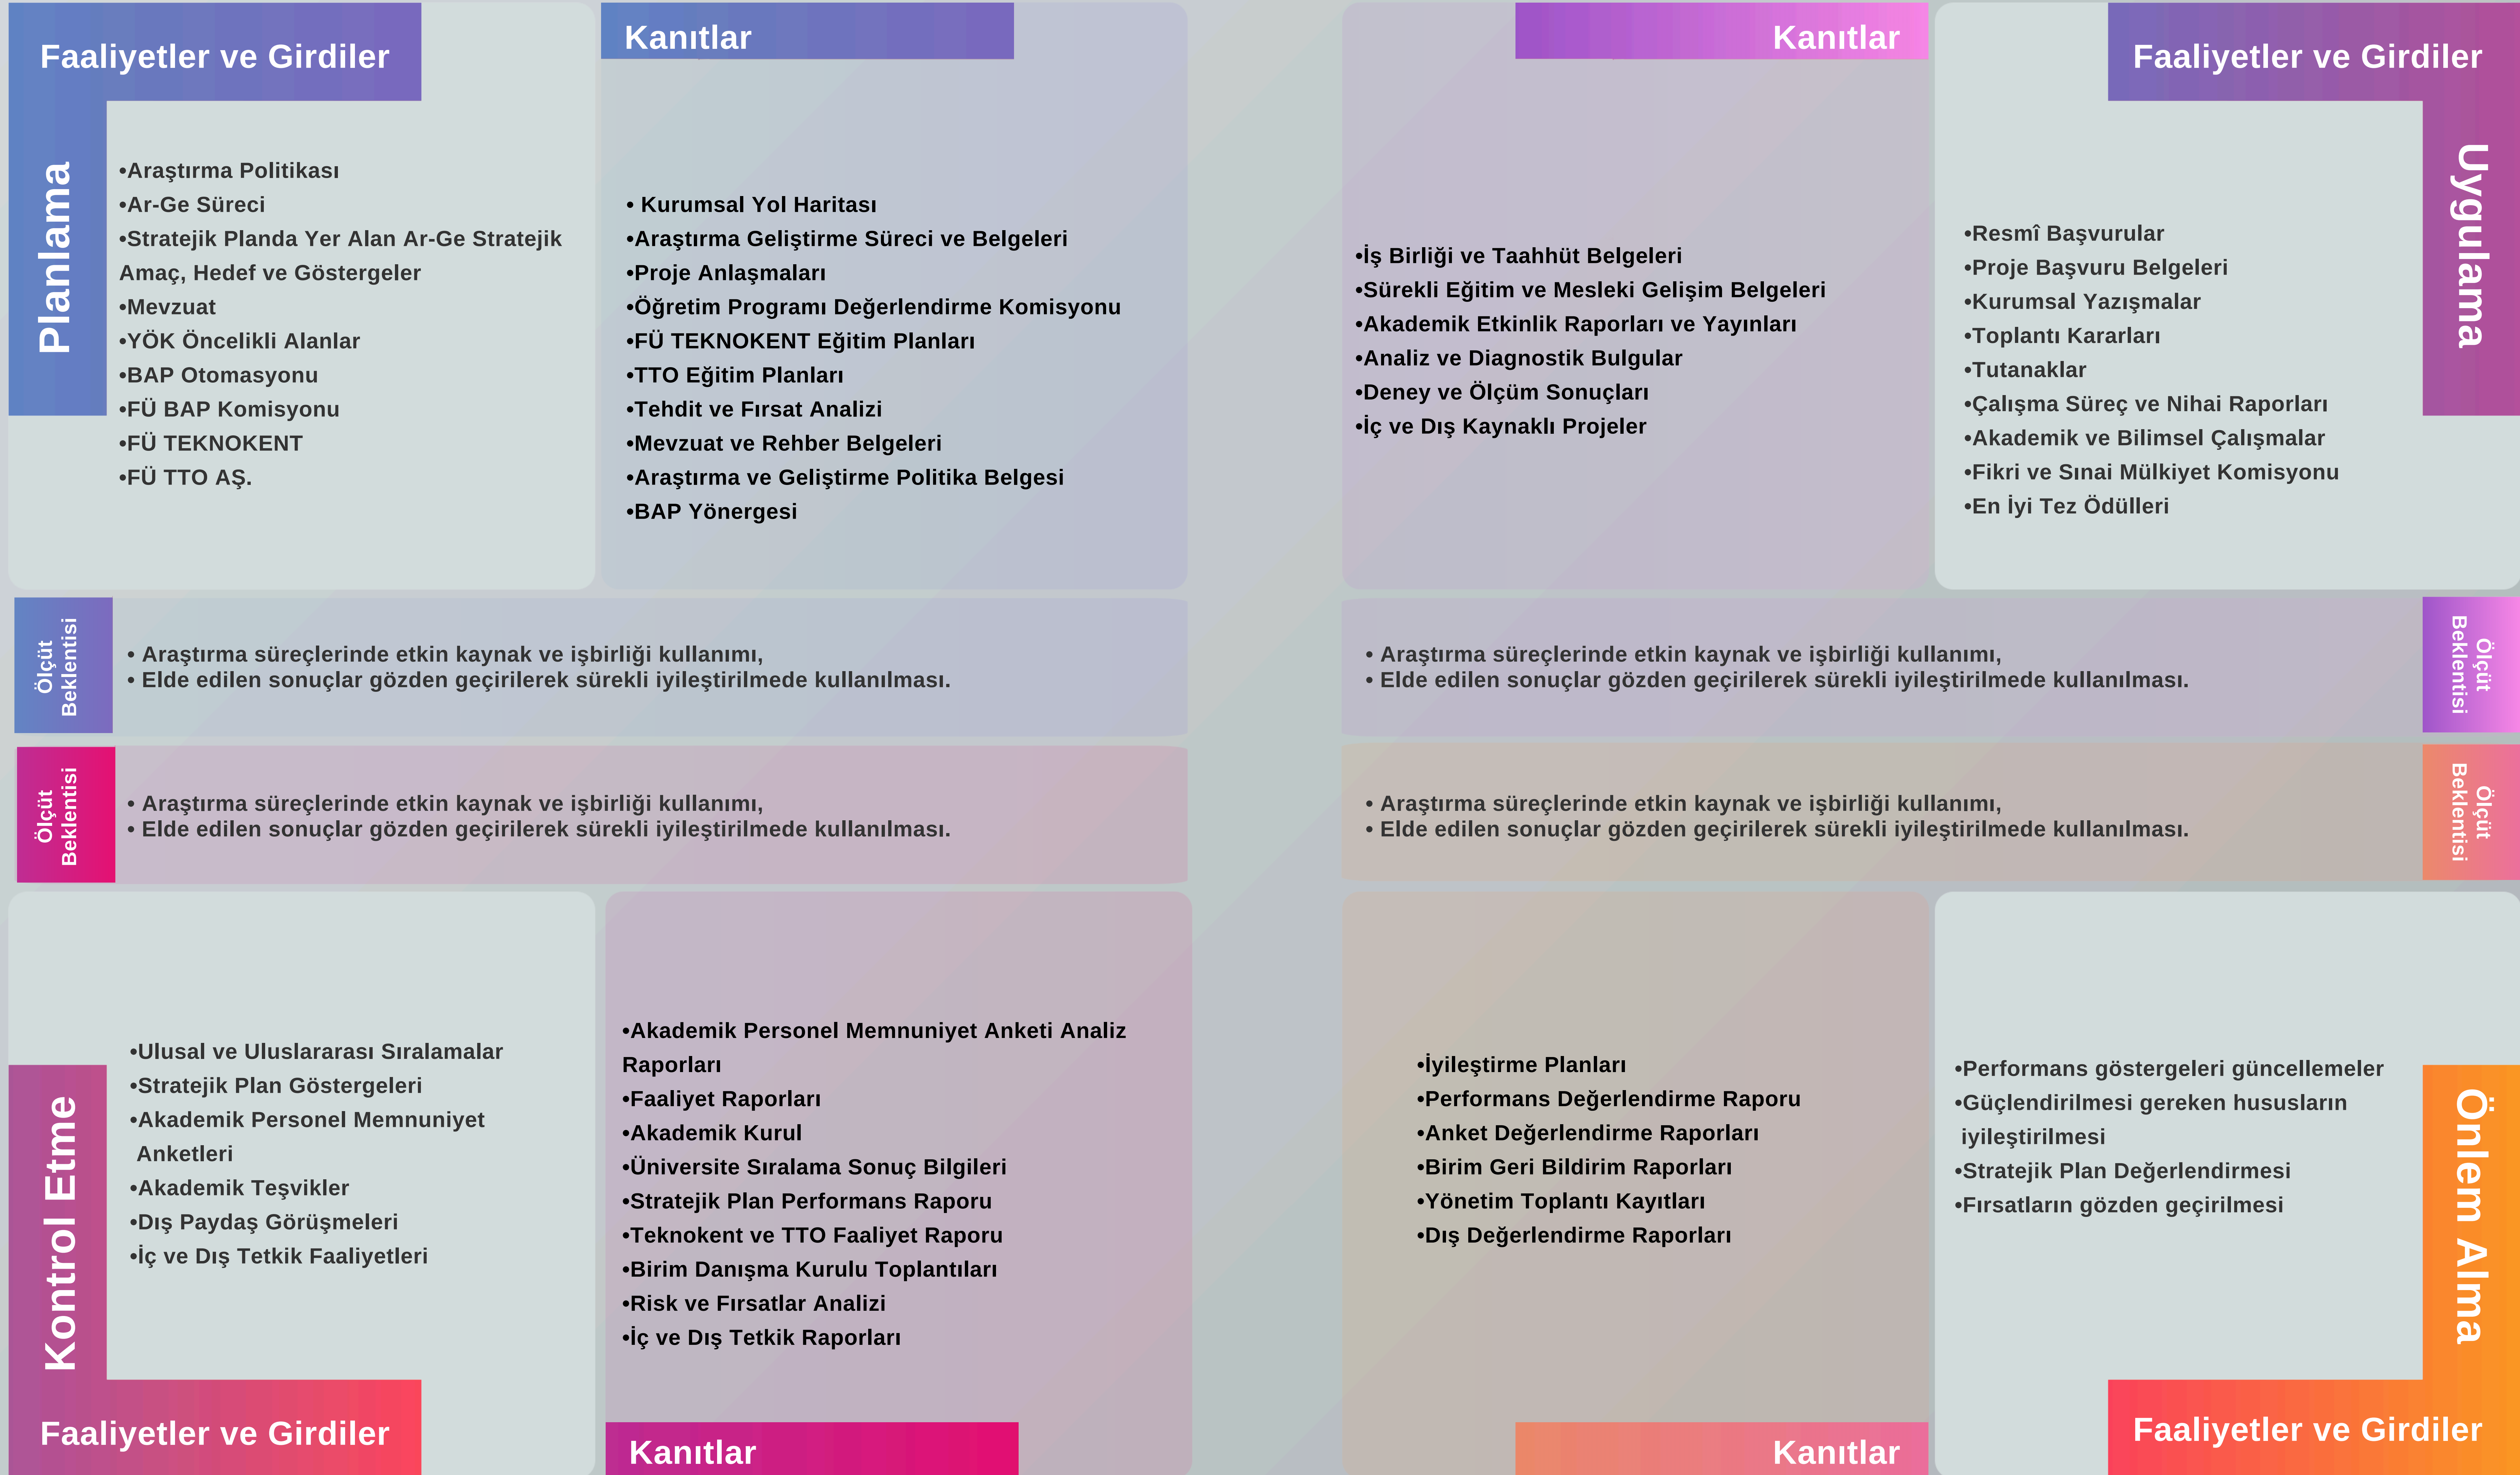 Faaliyetler ve Girdiler
Planlama
•Araştırma Politikası
•Ar-Ge Süreci
•Stratejik Planda Yer Alan Ar-Ge Stratejik
Amaç, Hedef ve Göstergeler
•Mevzuat
•YÖK Öncelikli Alanlar
•BAP Otomasyonu
•FÜ BAP Komisyonu
•FÜ TEKNOKENT
•FÜ TTO AŞ.
Kanıtlar
• Kurumsal Yol Haritası
•Araştırma Geliştirme Süreci ve Belgeleri
•Proje Anlaşmaları
•Öğretim Programı Değerlendirme Komisyonu
•FÜ TEKNOKENT Eğitim Planları
•TTO Eğitim Planları
•Tehdit ve Fırsat Analizi
•Mevzuat ve Rehber Belgeleri
•Araştırma ve Geliştirme Politika Belgesi
•BAP Yönergesi
Kanıtlar
•İş Birliği ve Taahhüt Belgeleri
•Sürekli Eğitim ve Mesleki Gelişim Belgeleri
•Akademik Etkinlik Raporları ve Yayınları
•Analiz ve Diagnostik Bulgular
•Deney ve Ölçüm Sonuçları
•İç ve Dış Kaynaklı Projeler
Faaliyetler ve Girdiler
Uygulama
•Resmî Başvurular
•Proje Başvuru Belgeleri
•Kurumsal Yazışmalar
•Toplantı Kararları
•Tutanaklar
•Çalışma Süreç ve Nihai Raporları
•Akademik ve Bilimsel Çalışmalar
•Fikri ve Sınai Mülkiyet Komisyonu
•En İyi Tez Ödülleri
Ölçüt
Beklentisi
• Araştırma süreçlerinde etkin kaynak ve işbirliği kullanımı,
• Elde edilen sonuçlar gözden geçirilerek sürekli iyileştirilmede kullanılması.
• Araştırma süreçlerinde etkin kaynak ve işbirliği kullanımı,
• Elde edilen sonuçlar gözden geçirilerek sürekli iyileştirilmede kullanılması.
Ölçüt
Beklentisi
Ölçüt
Beklentisi
• Araştırma süreçlerinde etkin kaynak ve işbirliği kullanımı,
• Elde edilen sonuçlar gözden geçirilerek sürekli iyileştirilmede kullanılması.
• Araştırma süreçlerinde etkin kaynak ve işbirliği kullanımı,
• Elde edilen sonuçlar gözden geçirilerek sürekli iyileştirilmede kullanılması.
Ölçüt
Beklentisi
Kontrol Etme
•Ulusal ve Uluslararası Sıralamalar
•Stratejik Plan Göstergeleri
•Akademik Personel Memnuniyet
Anketleri
•Akademik Teşvikler
•Dış Paydaş Görüşmeleri
•İç ve Dış Tetkik Faaliyetleri
Faaliyetler ve Girdiler
•Akademik Personel Memnuniyet Anketi Analiz
Raporları
•Faaliyet Raporları
•Akademik Kurul
•Üniversite Sıralama Sonuç Bilgileri
•Stratejik Plan Performans Raporu
•Teknokent ve TTO Faaliyet Raporu
•Birim Danışma Kurulu Toplantıları
•Risk ve Fırsatlar Analizi
•İç ve Dış Tetkik Raporları
Kanıtlar
•İyileştirme Planları
•Performans Değerlendirme Raporu
•Anket Değerlendirme Raporları
•Birim Geri Bildirim Raporları
•Yönetim Toplantı Kayıtları
•Dış Değerlendirme Raporları
Kanıtlar
•Performans göstergeleri güncellemeler
•Güçlendirilmesi gereken hususların
iyileştirilmesi
•Stratejik Plan Değerlendirmesi
•Fırsatların gözden geçirilmesi
Önlem Alma
Faaliyetler ve Girdiler